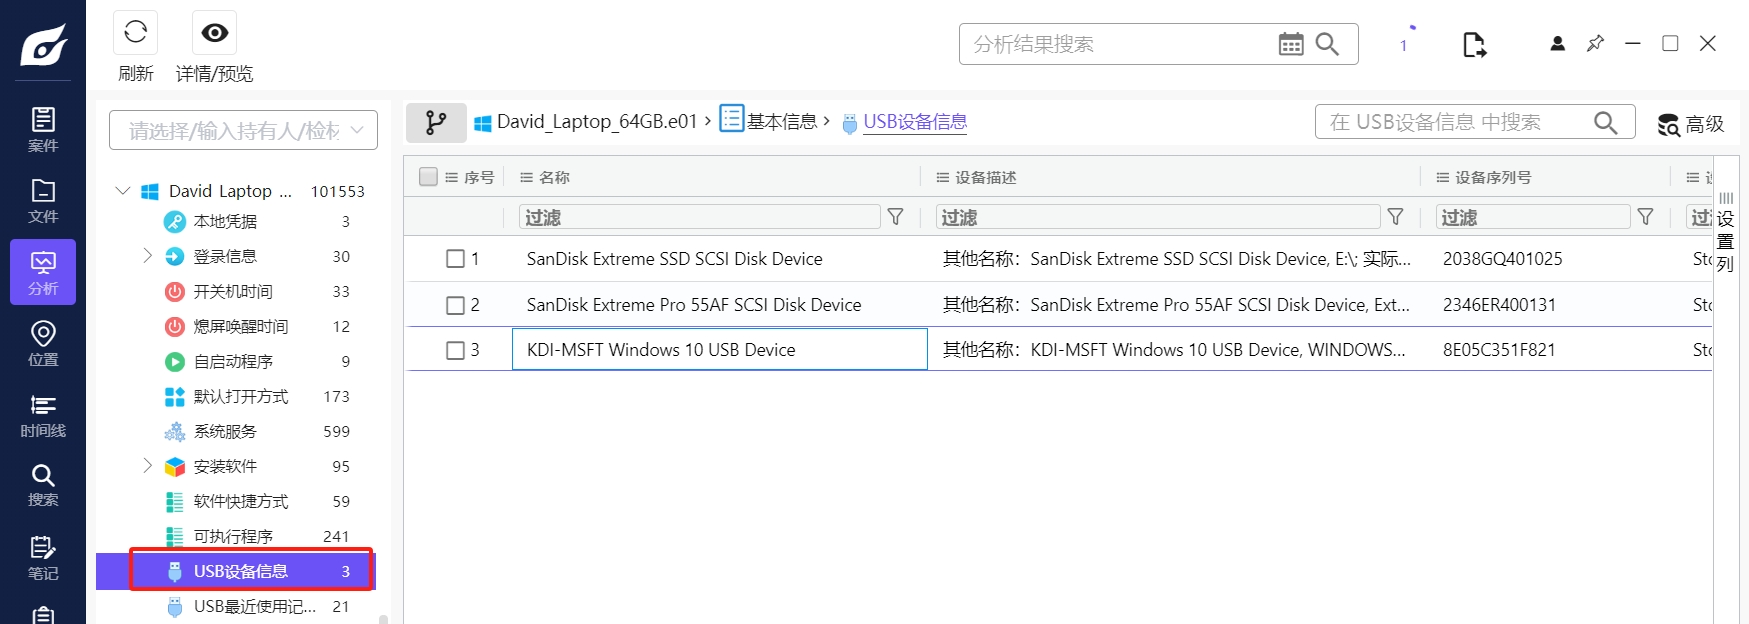 刷新
详情/预览
分析结果搜索
1
案件
文件
分析
位置
时间线
搜索
笔记
请选择/输入持有人/检材
David Laptop ... 101553
本地凭据 3
登录信息 30
开关机时间 33
熄屏唤醒时间 12
自启动程序 9
默认打开方式 173
系统服务 599
安装软件 95
软件快捷方式 59
可执行程序 241
USB设备信息 3
USB最近使用记... 21
David_Laptop_64GB.e01 › 基本信息 › USB设备信息
在 USB设备信息 中搜索
高级
序号 名称 设备描述 设备序列号
过滤 过滤 过滤 过滤
1 SanDisk Extreme SSD SCSI Disk Device 其他名称：SanDisk Extreme SSD SCSI Disk Device, E:\; 实际... 2038GQ401025 Sto
2 SanDisk Extreme Pro 55AF SCSI Disk Device 其他名称：SanDisk Extreme Pro 55AF SCSI Disk Device, Ext... 2346ER400131 Sto
3 KDI-MSFT Windows 10 USB Device 其他名称：KDI-MSFT Windows 10 USB Device, WINDOWS... 8E05C351F821 Sto
设置列